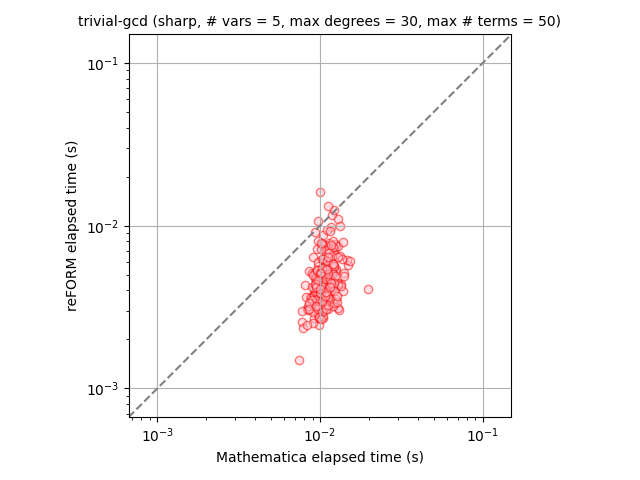 trivial-gcd (sharp, # vars = 5, max degrees = 30, max # terms = 50)
reFORM elapsed time (s)
10⁻¹
10⁻²
10⁻³
10⁻³ 10⁻² 10⁻¹
Mathematica elapsed time (s)